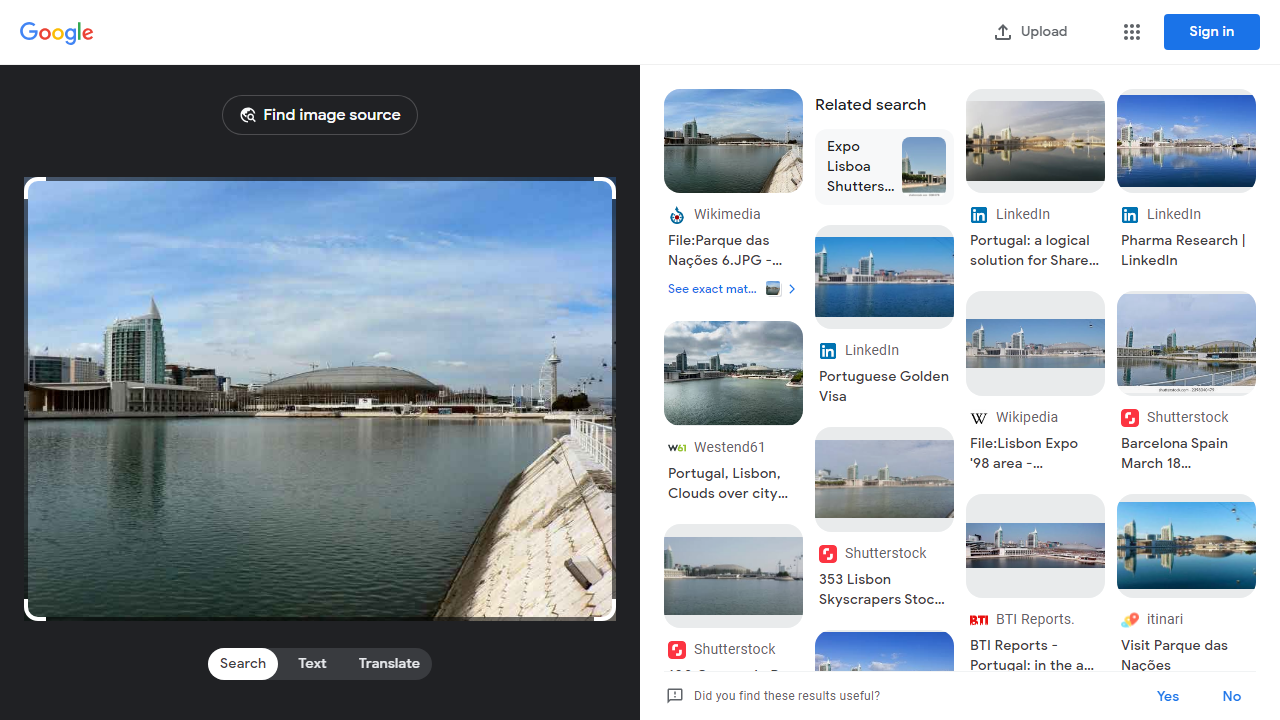 Google
Upload
Sign in
Find image source
Search
Text
Translate
Wikimedia
File:Parque das
Nações 6.JPG -...
See exact mat...
Westend61
Portugal, Lisbon,
Clouds over city...
Shutterstock
Related search
Expo
Lisboa
Shutters...
LinkedIn
Portuguese Golden
Visa
Shutterstock
353 Lisbon
Skyscrapers Stoc...
LinkedIn
Portugal: a logical
solution for Share...
Wikipedia
File:Lisbon Expo
'98 area -...
BTI Reports.
BTI Reports -
Portugal: in the a...
LinkedIn
Pharma Research |
LinkedIn
Shutterstock
Barcelona Spain
March 18...
itinari
Visit Parque das
Nações
Did you find these results useful?
Yes
No